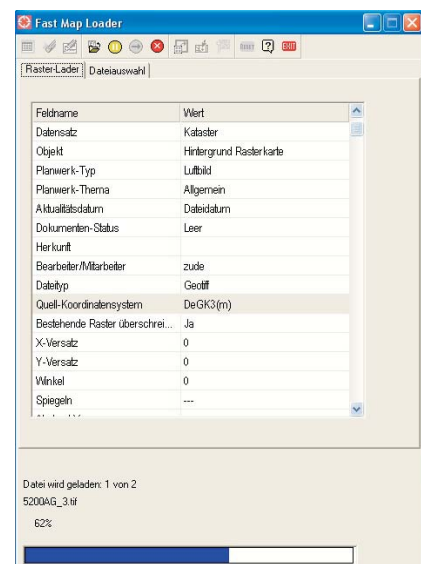 Fast Map Loader
EXIT
Raster-Lader Dateiauswahl
Feldname Wert
Datensatz Kataster
Objekt Hintergrund Rasterkarte
Planwerk-Typ Luftbild
Planwerk-Thema Allgemein
Aktualitätsdatum Dateidatum
Dokumenten-Status Leer
Herkunft
Bearbeiter/Mitarbeiter zude
Dateityp Geotiff
Quell-Koordinatensystem DeGK3(m)
Bestehende Raster überschrei... Ja
X-Versatz 0
Y-Versatz 0
Winkel 0
Spiegeln ---
Datei wird geladen: 1 von 2
5200AG_3.tif
62%